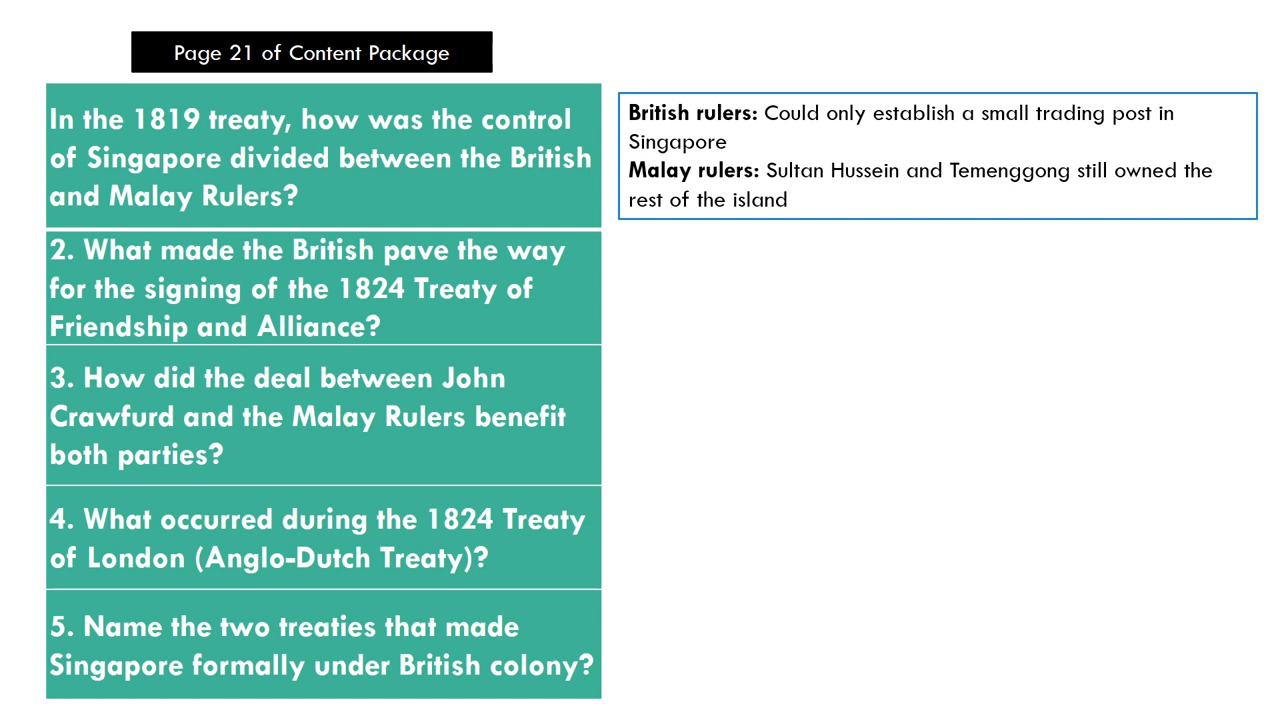 Page 21 of Content Package
In the 1819 treaty, how was the control
of Singapore divided between the British
and Malay Rulers?
British rulers: Could only establish a small trading post in
Singapore
Malay rulers: Sultan Hussein and Temenggong still owned the
rest of the island
2. What made the British pave the way
for the signing of the 1824 Treaty of
Friendship and Alliance?
3. How did the deal between John
Crawfurd and the Malay Rulers benefit
both parties?
4. What occurred during the 1824 Treaty
of London (Anglo-Dutch Treaty)?
5. Name the two treaties that made
Singapore formally under British colony?